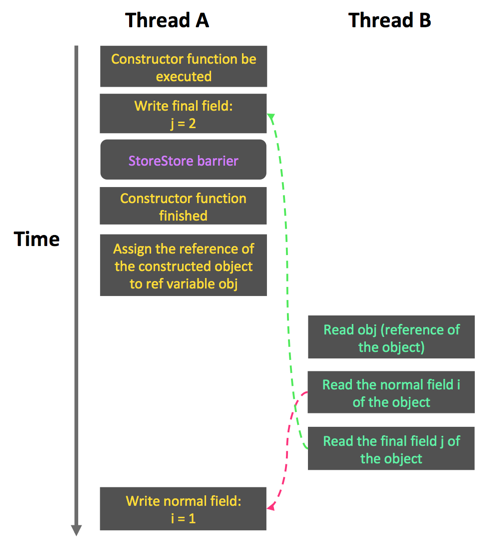 Thread A
Thread B
Constructor function be
executed
Write final field:
j = 2
StoreStore barrier
Constructor function
finished
Time
Assign the reference of
the constructed object
to ref variable obj
Read obj (reference of
the object)
Read the normal field i
of the object
Read the final field j of
the object
Write normal field:
i = 1